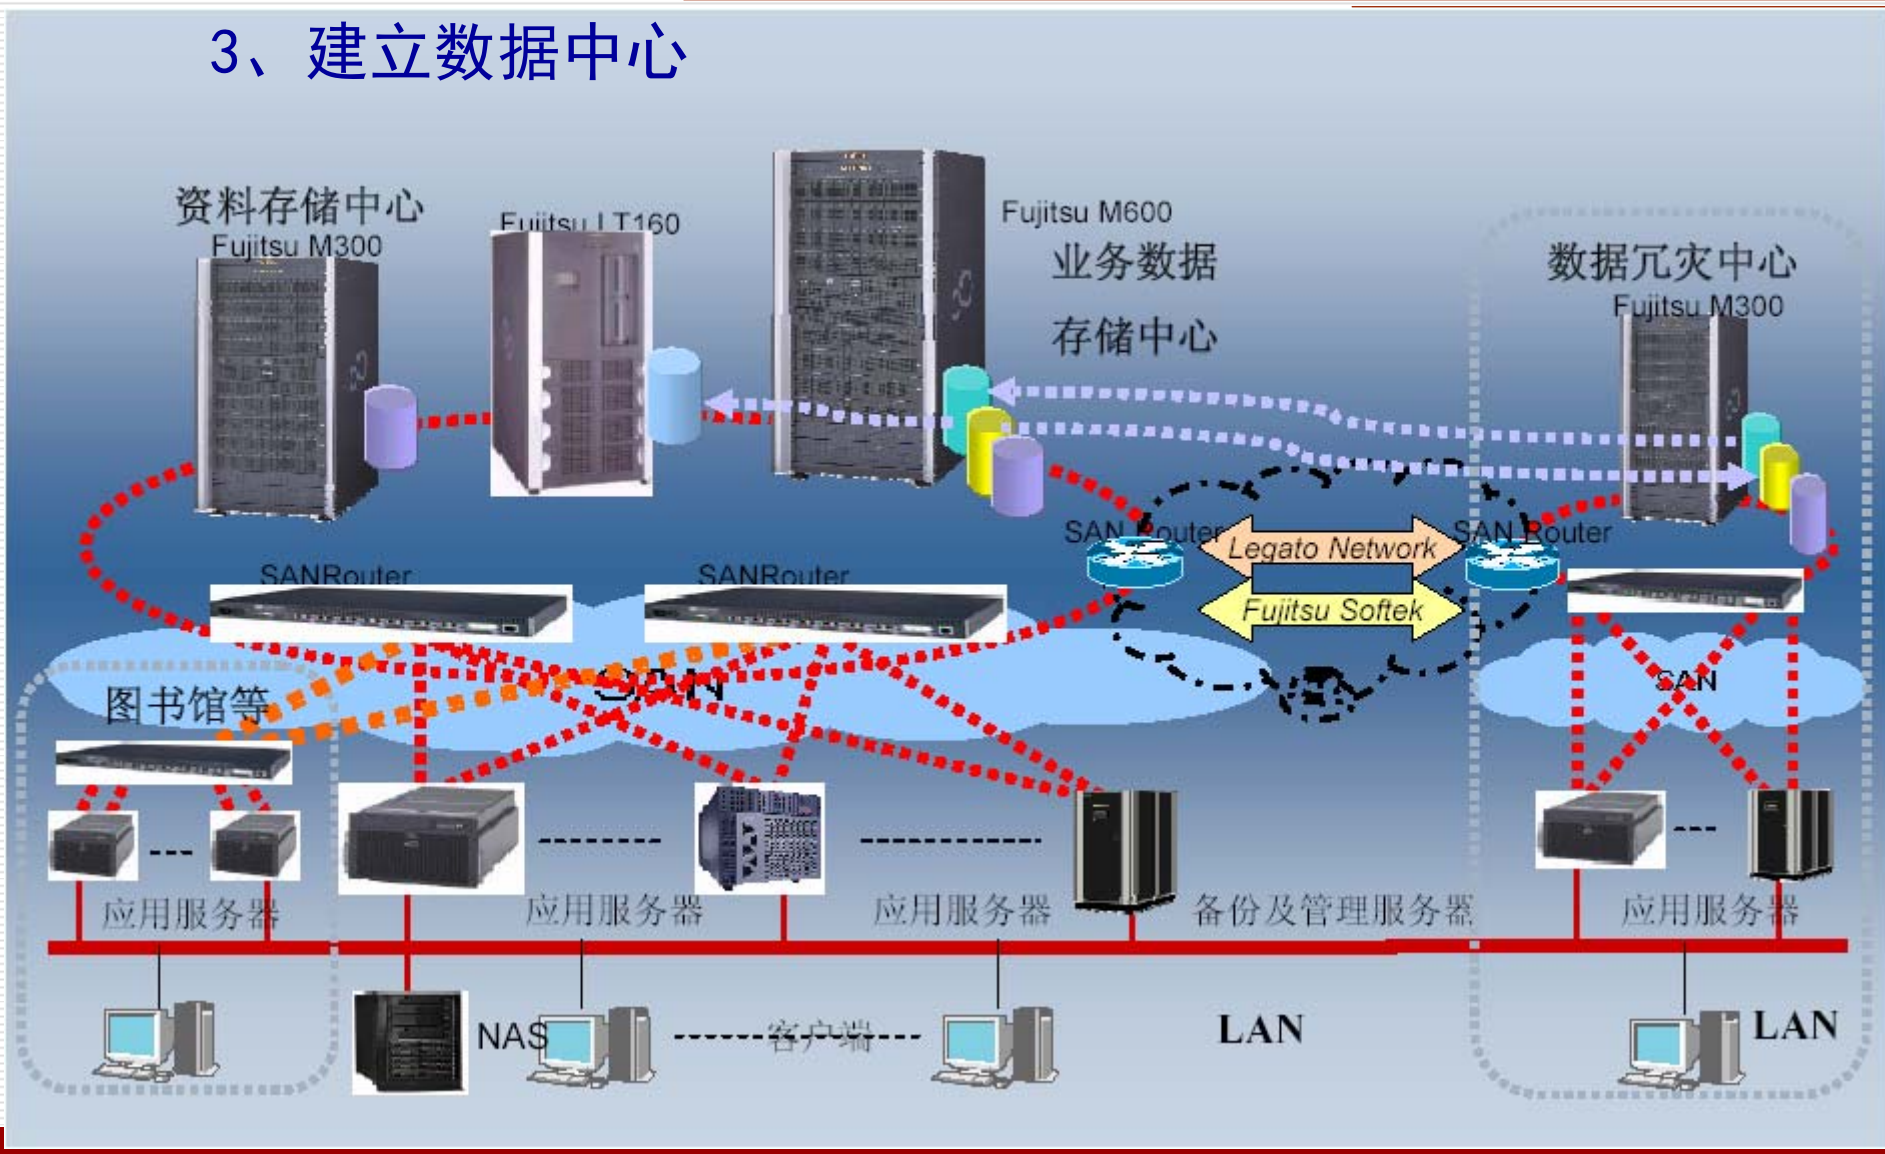 3、建立数据中心
资料存储中心
Fujitsu M300
Fujitsu LT160
Fujitsu M600
业务数据
存储中心
数据冗灾中心
Fujitsu M300
SAN Router
Legato Network
SAN Router
Fujitsu Softek
SANRouter
SANRouter
SAN
SAN
图书馆等
应用服务器
应用服务器
应用服务器
备份及管理服务器
应用服务器
NAS
客户端
LAN
LAN